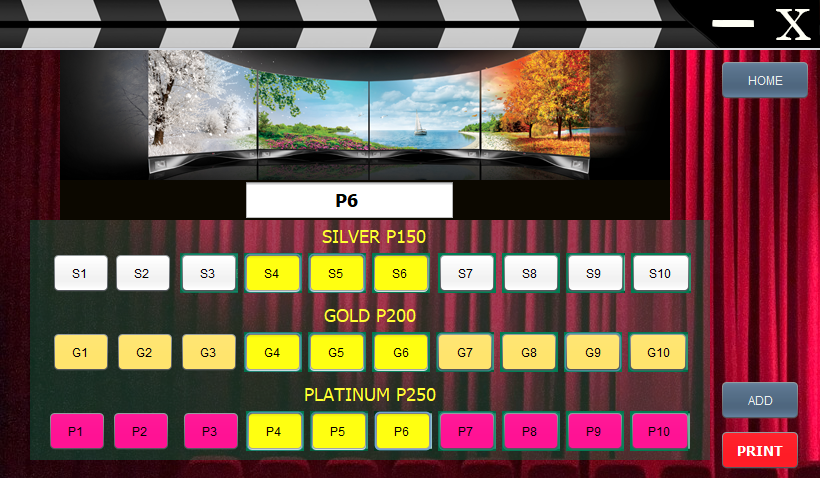 X
HOME
P6
SILVER P150
S1 S2 S3 S4 S5 S6 S7 S8 S9 S10
GOLD P200
G1 G2 G3 G4 G5 G6 G7 G8 G9 G10
PLATINUM P250
P1 P2 P3 P4 P5 P6 P7 P8 P9 P10
ADD
PRINT